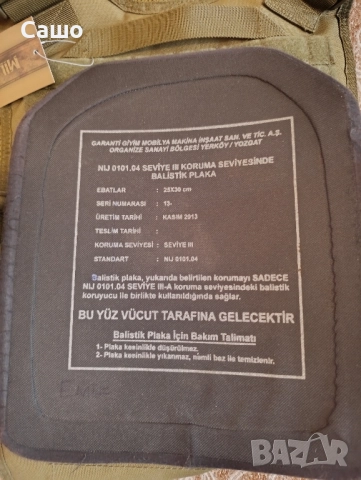 Сашо
Mil
GARANTİ GİYİM MOBİLYA MAKİNA İNŞAAT SAN. VE TİC. A.Ş.
ORGANİZE SANAYİ BÖLGESİ YERKÖY / YOZGAT
NIJ 0101.04 SEVİYE III KORUMA SEVİYESİNDE
BALİSTİK PLAKA
EBATLAR : 25X30 cm
SERİ NUMARASI : 13-
ÜRETİM TARİHİ : KASIM 2013
TESLİM TARİHİ :
KORUMA SEVİYESİ : SEVİYE III
STANDART : NIJ 0101.04
Balistik plaka, yukarıda belirtilen korumayı SADECE
NIJ 0101.04 SEVİYE III-A koruma seviyesindeki balistik
koruyucu ile birlikte kullanıldığında sağlar.
BU YÜZ VÜCUT TARAFINA GELECEKTİR
Balistik Plaka İçin Bakım Talimatı
1- Plaka kesinlikle düşürülmez.
2- Plaka kesinlikle yıkanmaz, nemli bez ile temizlenir.
BAZAR
bg